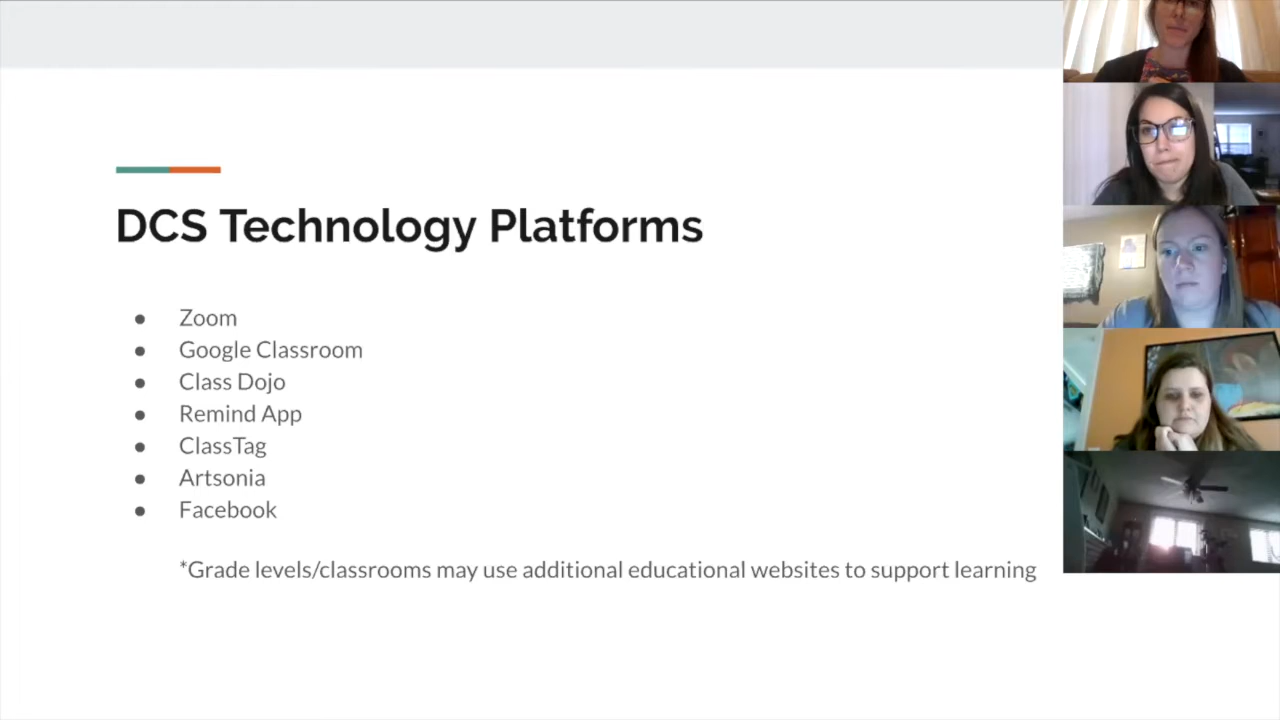 DCS Technology Platforms
● Zoom
● Google Classroom
● Class Dojo
● Remind App
● ClassTag
● Artsonia
● Facebook
*Grade levels/classrooms may use additional educational websites to support learning